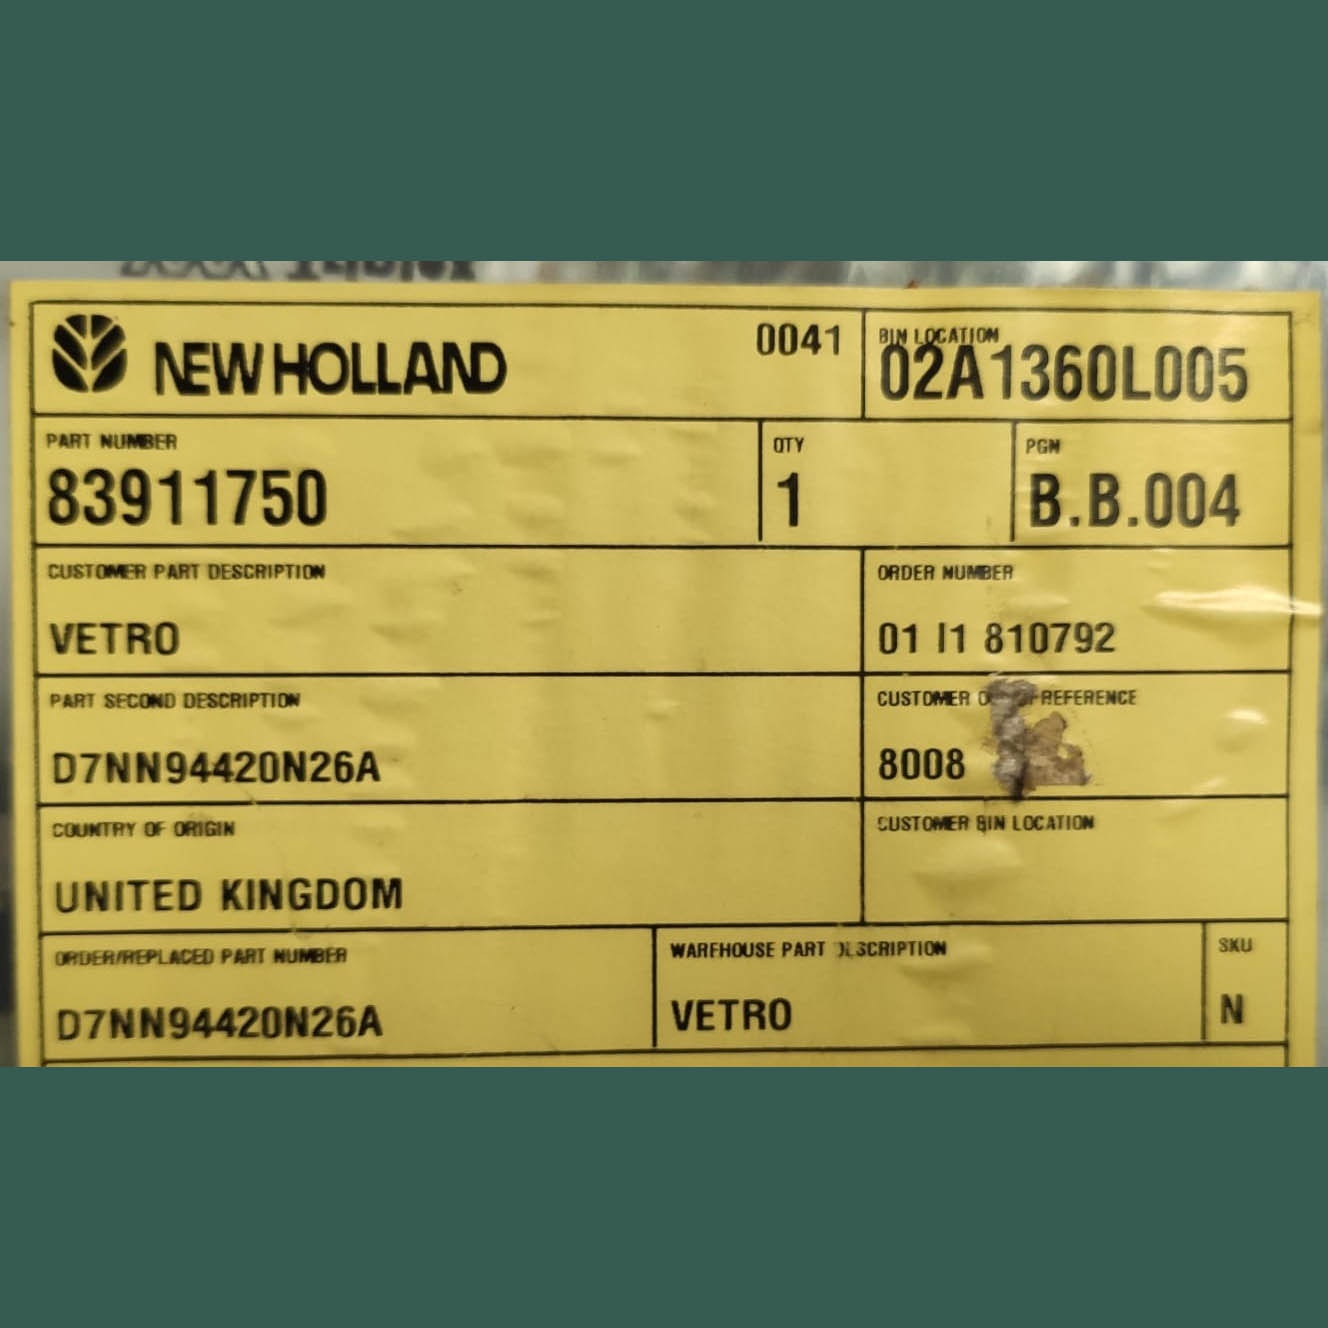 NEW HOLLAND
0041
BIN LOCATION
02A1360L005
PART NUMBER
83911750
QTY
1
PGN
B.B.004
CUSTOMER PART DESCRIPTION
VETRO
ORDER NUMBER
01 I1 810792
PART SECOND DESCRIPTION
D7NN94420N26A
CUSTOMER REFERENCE
8008
COUNTRY OF ORIGIN
UNITED KINGDOM
CUSTOMER BIN LOCATION
ORDER/REPLACED PART NUMBER
D7NN94420N26A
WAREHOUSE PART DESCRIPTION
VETRO
SKU
N